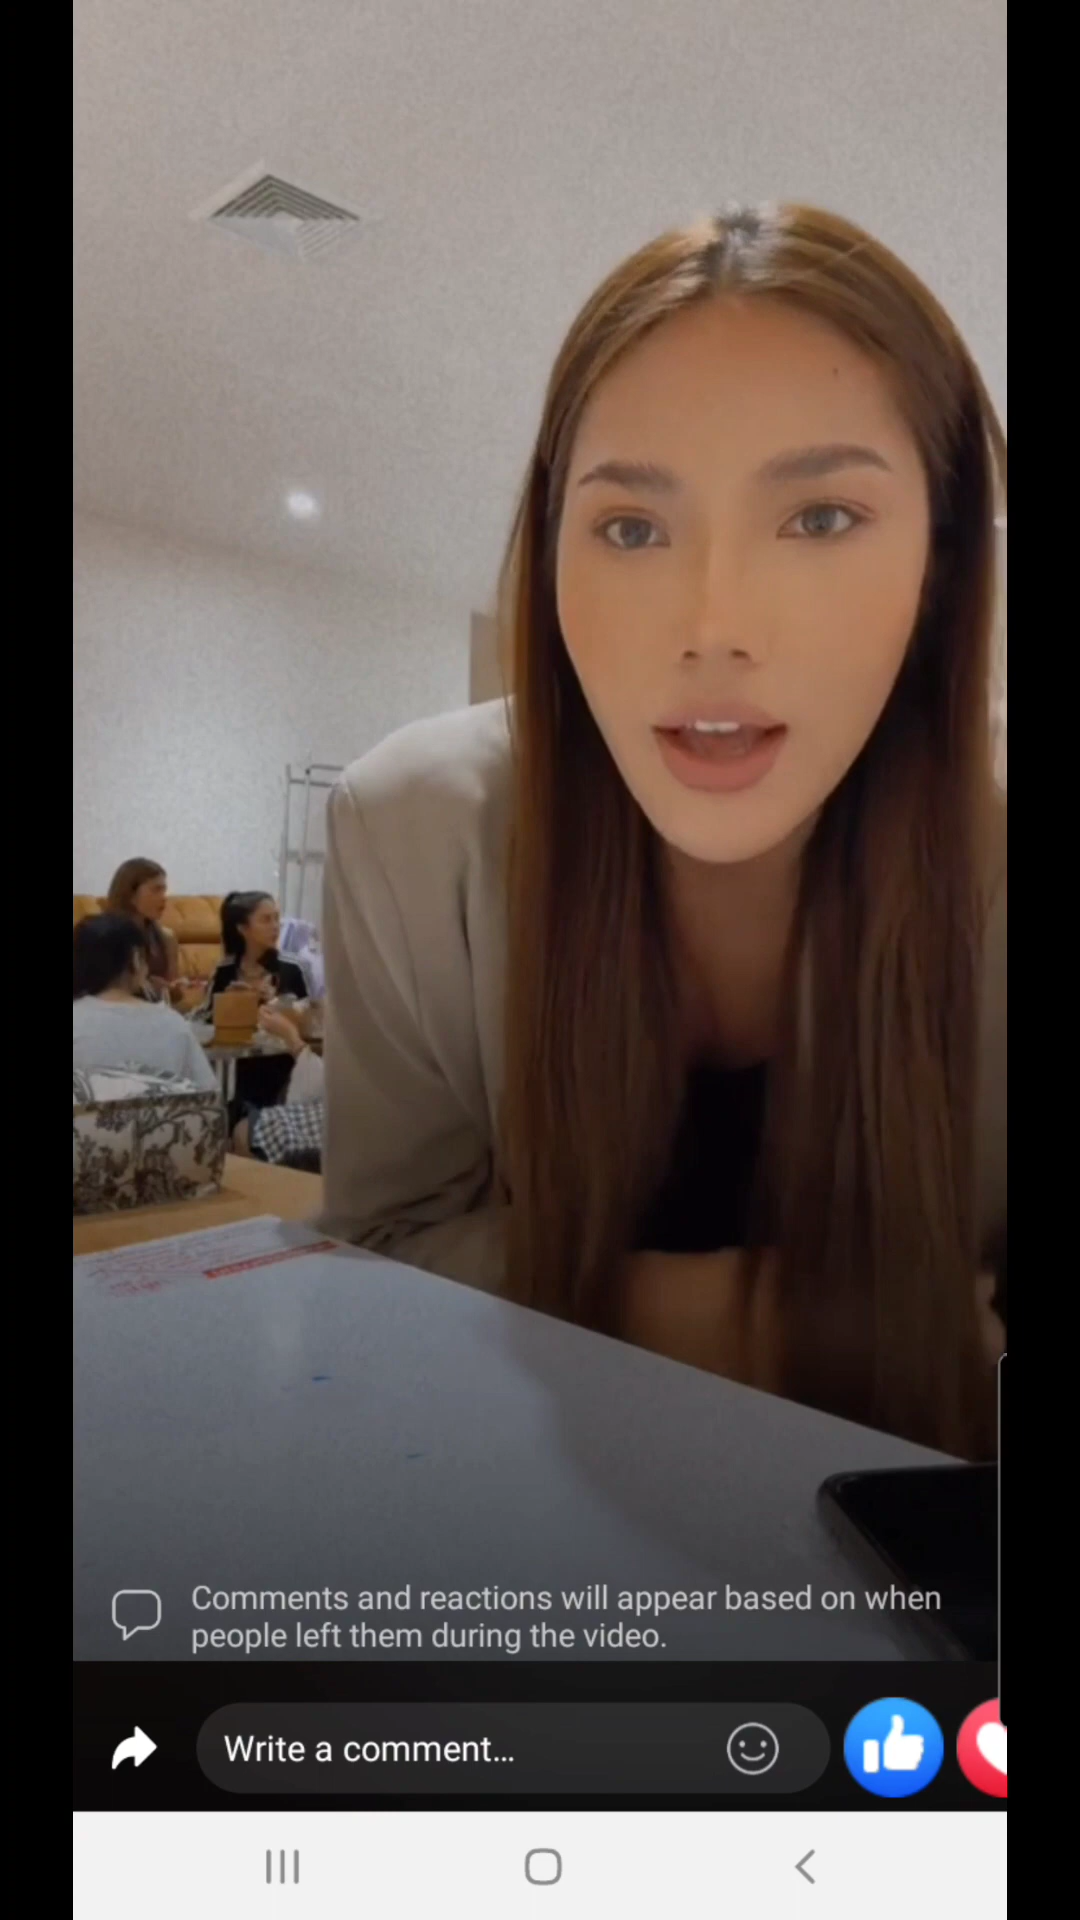 Comments and reactions will appear based on when
people left them during the video.
Write a comment...